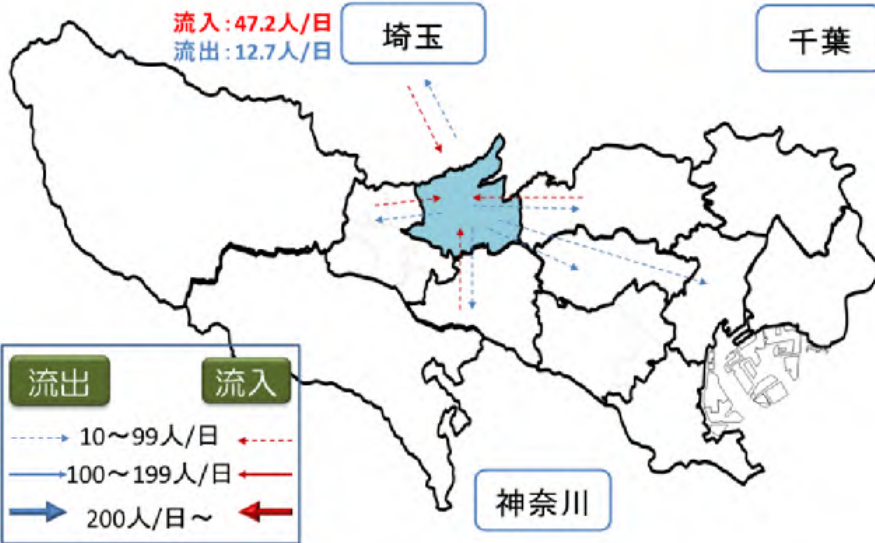 流入:47.2人/日
流出:12.7人/日
埼玉
千葉
流出
流入
10～99人/日
100～199人/日
200人/日～
神奈川